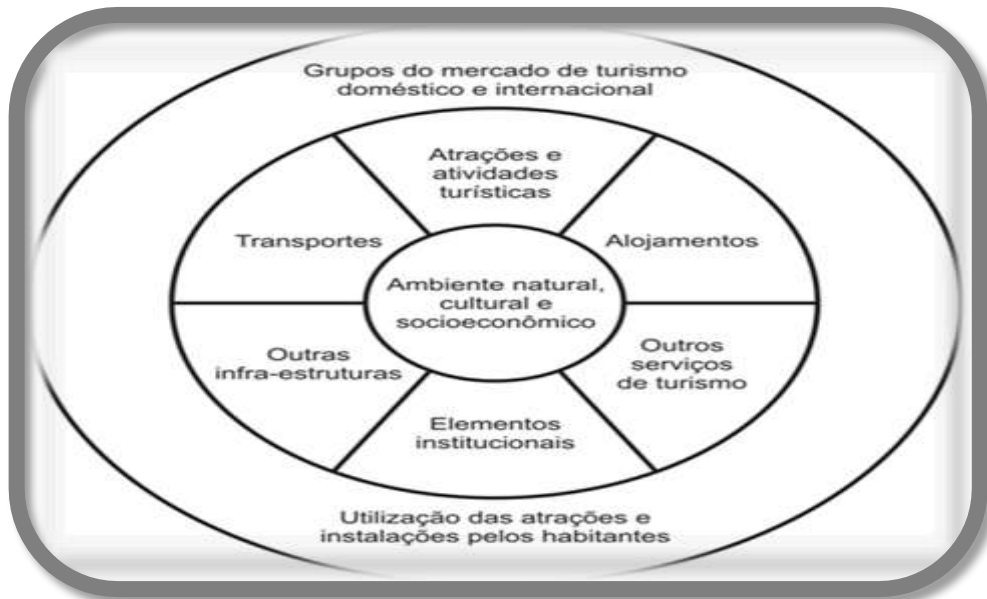 Grupos do mercado de turismo
doméstico e internacional
Atrações e
atividades
turísticas
Transportes
Alojamentos
Ambiente natural,
cultural e
socioeconômico
Outras
infra-estruturas
Outros
serviços
de turismo
Elementos
institucionais
Utilização das atrações e
instalações pelos habitantes